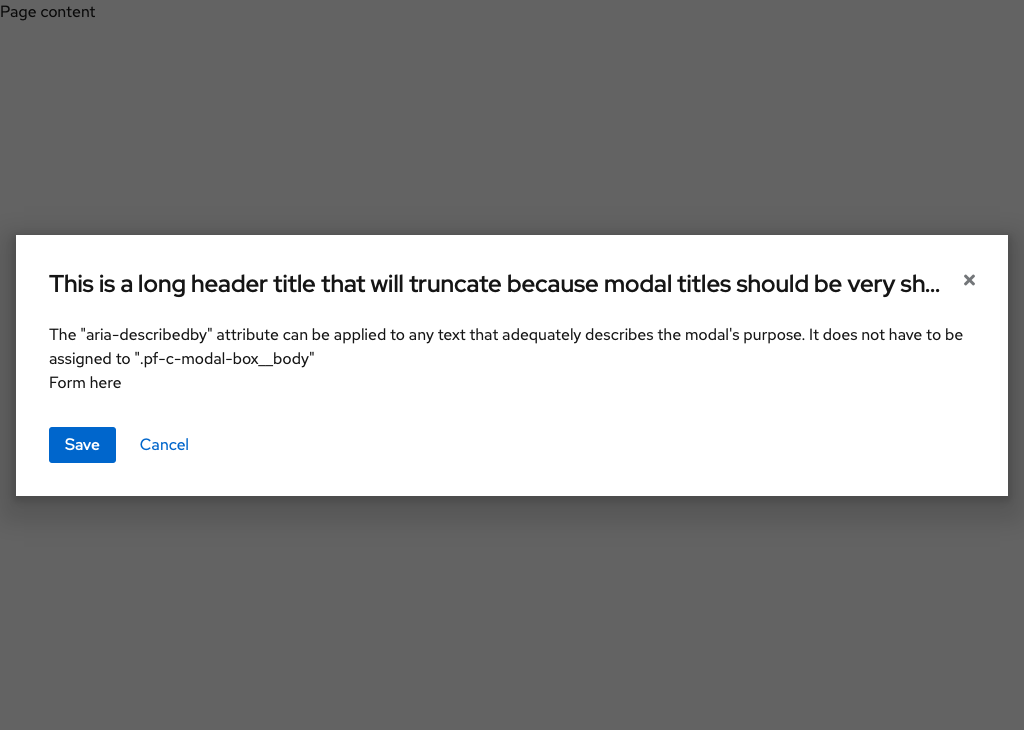 Page content
This is a long header title that will truncate because modal titles should be very sh...
The "aria-describedby" attribute can be applied to any text that adequately describes the modal's purpose. It does not have to be
assigned to ".pf-c-modal-box__body"
Form here
Save Cancel